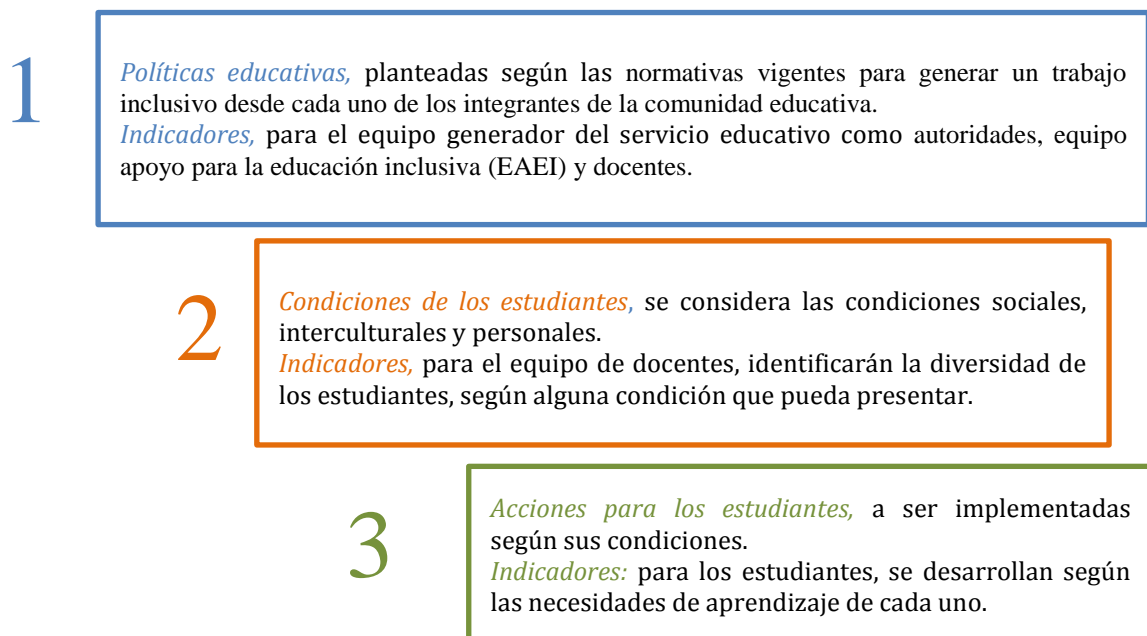 1
Políticas educativas, planteadas según las normativas vigentes para generar un trabajo
inclusivo desde cada uno de los integrantes de la comunidad educativa.
Indicadores, para el equipo generador del servicio educativo como autoridades, equipo
apoyo para la educación inclusiva (EAEI) y docentes.
2
Condiciones de los estudiantes, se considera las condiciones sociales,
interculturales y personales.
Indicadores, para el equipo de docentes, identificarán la diversidad de
los estudiantes, según alguna condición que pueda presentar.
3
Acciones para los estudiantes, a ser implementadas
según sus condiciones.
Indicadores: para los estudiantes, se desarrollan según
las necesidades de aprendizaje de cada uno.